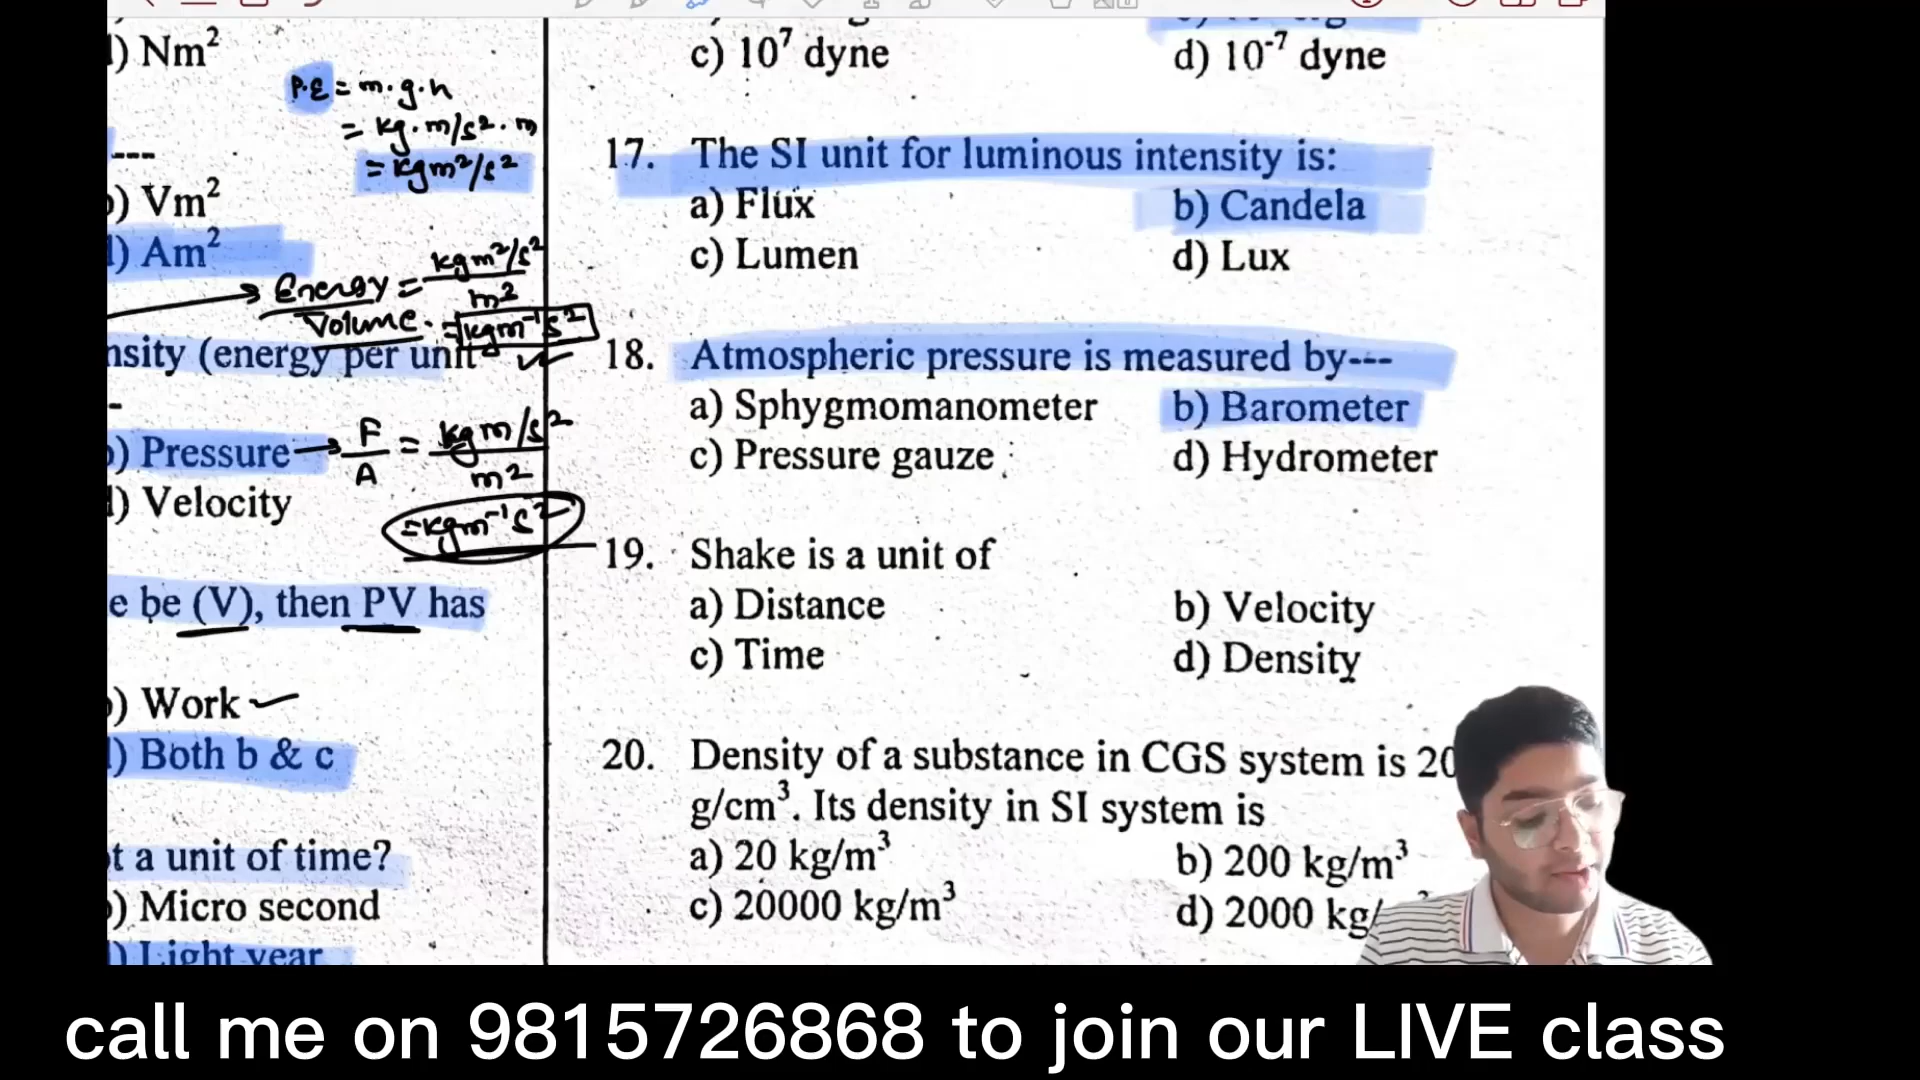 l) Nm²
P.E = m.g.h
= kg.m/s².m
= kgm²/s²
---
) Vm²
l) Am²
Energy = kgm²/s²
Volume m²
= kgm⁻¹s²
nsity (energy per unit
) Pressure → F/A = kgm/s²
m²
l) Velocity
= kgm⁻¹s²
e be (V), then PV has
) Work
l) Both b & c
t a unit of time?
) Micro second
) Light year
c) 10⁷ dyne d) 10⁻⁷ dyne
17. The SI unit for luminous intensity is:
a) Flux b) Candela
c) Lumen d) Lux
18. Atmospheric pressure is measured by---
a) Sphygmomanometer b) Barometer
c) Pressure gauze d) Hydrometer
19. Shake is a unit of
a) Distance b) Velocity
c) Time d) Density
20. Density of a substance in CGS system is 20
g/cm³. Its density in SI system is
a) 20 kg/m³ b) 200 kg/m³
c) 20000 kg/m³ d) 2000 kg/
call me on 9815726868 to join our LIVE class